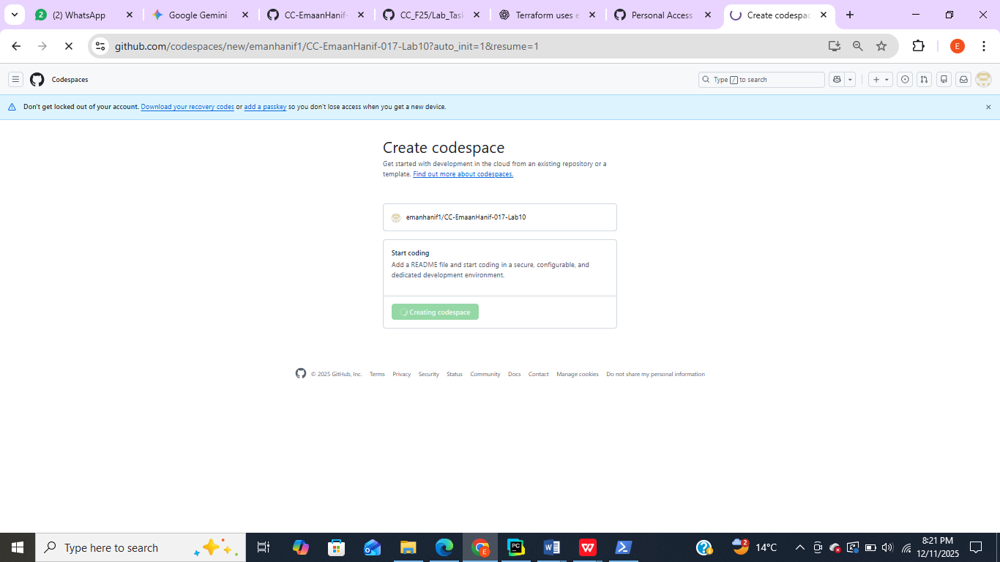 2 (2) WhatsApp
Google Gemini
CC-EmaanHanif-
CC_F25/Lab_Task
Terraform uses e
Personal Access
Create codespac
github.com/codespaces/new/emanhanif1/CC-EmaanHanif-017-Lab10?auto_init=1&resume=1
E
Codespaces
Type / to search
Don't get locked out of your account. Download your recovery codes or add a passkey so you don't lose access when you get a new device.
Create codespace
Get started with development in the cloud from an existing repository or a
template. Find out more about codespaces.
emanhanif1/CC-EmaanHanif-017-Lab10
Start coding
Add a README file and start coding in a secure, configurable, and
dedicated development environment.
Creating codespace
© 2025 GitHub, Inc. Terms Privacy Security Status Community Docs Contact Manage cookies Do not share my personal information
Type here to search
E
PC
W
W
2
14°C
8:21 PM
12/11/2025